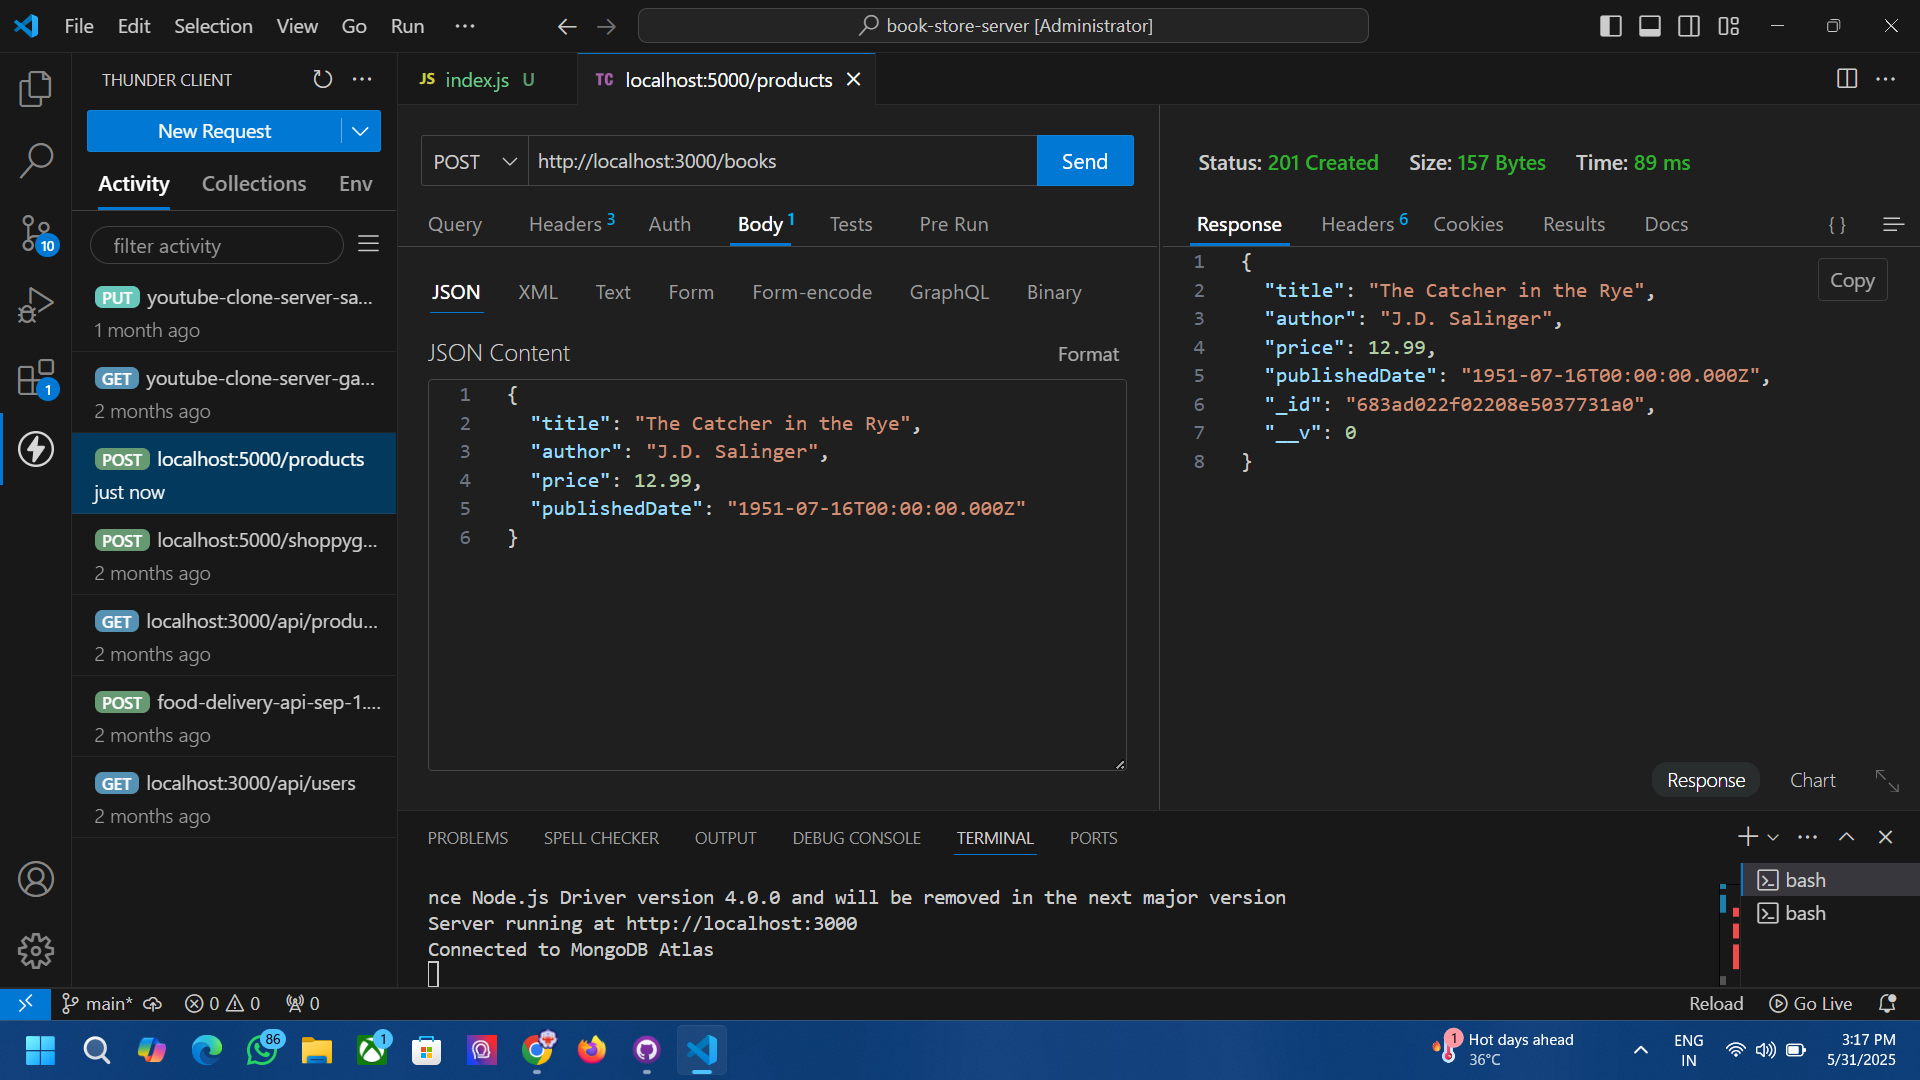 File Edit Selection View Go Run ···
book-store-server [Administrator]
THUNDER CLIENT
New Request
Activity Collections Env
filter activity
PUT youtube-clone-server-sa...
1 month ago
GET youtube-clone-server-ga...
2 months ago
POST localhost:5000/products
just now
POST localhost:5000/shoppyg...
2 months ago
GET localhost:3000/api/produ...
2 months ago
POST food-delivery-api-sep-1....
2 months ago
GET localhost:3000/api/users
2 months ago
10
1
JS index.js U
TC localhost:5000/products
POST http://localhost:3000/books Send
Query Headers 3 Auth Body 1 Tests Pre Run
JSON XML Text Form Form-encode GraphQL Binary
JSON Content Format
1 {
2 "title": "The Catcher in the Rye",
3 "author": "J.D. Salinger",
4 "price": 12.99,
5 "publishedDate": "1951-07-16T00:00:00.000Z"
6 }
Status: 201 Created Size: 157 Bytes Time: 89 ms
Response Headers 6 Cookies Results Docs { }
Copy
1 {
2 "title": "The Catcher in the Rye",
3 "author": "J.D. Salinger",
4 "price": 12.99,
5 "publishedDate": "1951-07-16T00:00:00.000Z",
6 "_id": "683ad022f02208e5037731a0",
7 "__v": 0
8 }
Response Chart
PROBLEMS SPELL CHECKER OUTPUT DEBUG CONSOLE TERMINAL PORTS
nce Node.js Driver version 4.0.0 and will be removed in the next major version
Server running at http://localhost:3000
Connected to MongoDB Atlas
bash
bash
main* 0 0 0
Reload Go Live
86
1
1
Hot days ahead
36°C
ENG
IN
3:17 PM
5/31/2025